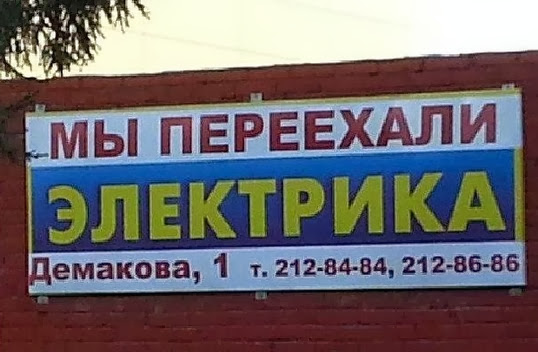 МЫ ПЕРЕЕХАЛИ
ЭЛЕКТРИКА
Демакова, 1 т. 212-84-84, 212-86-86